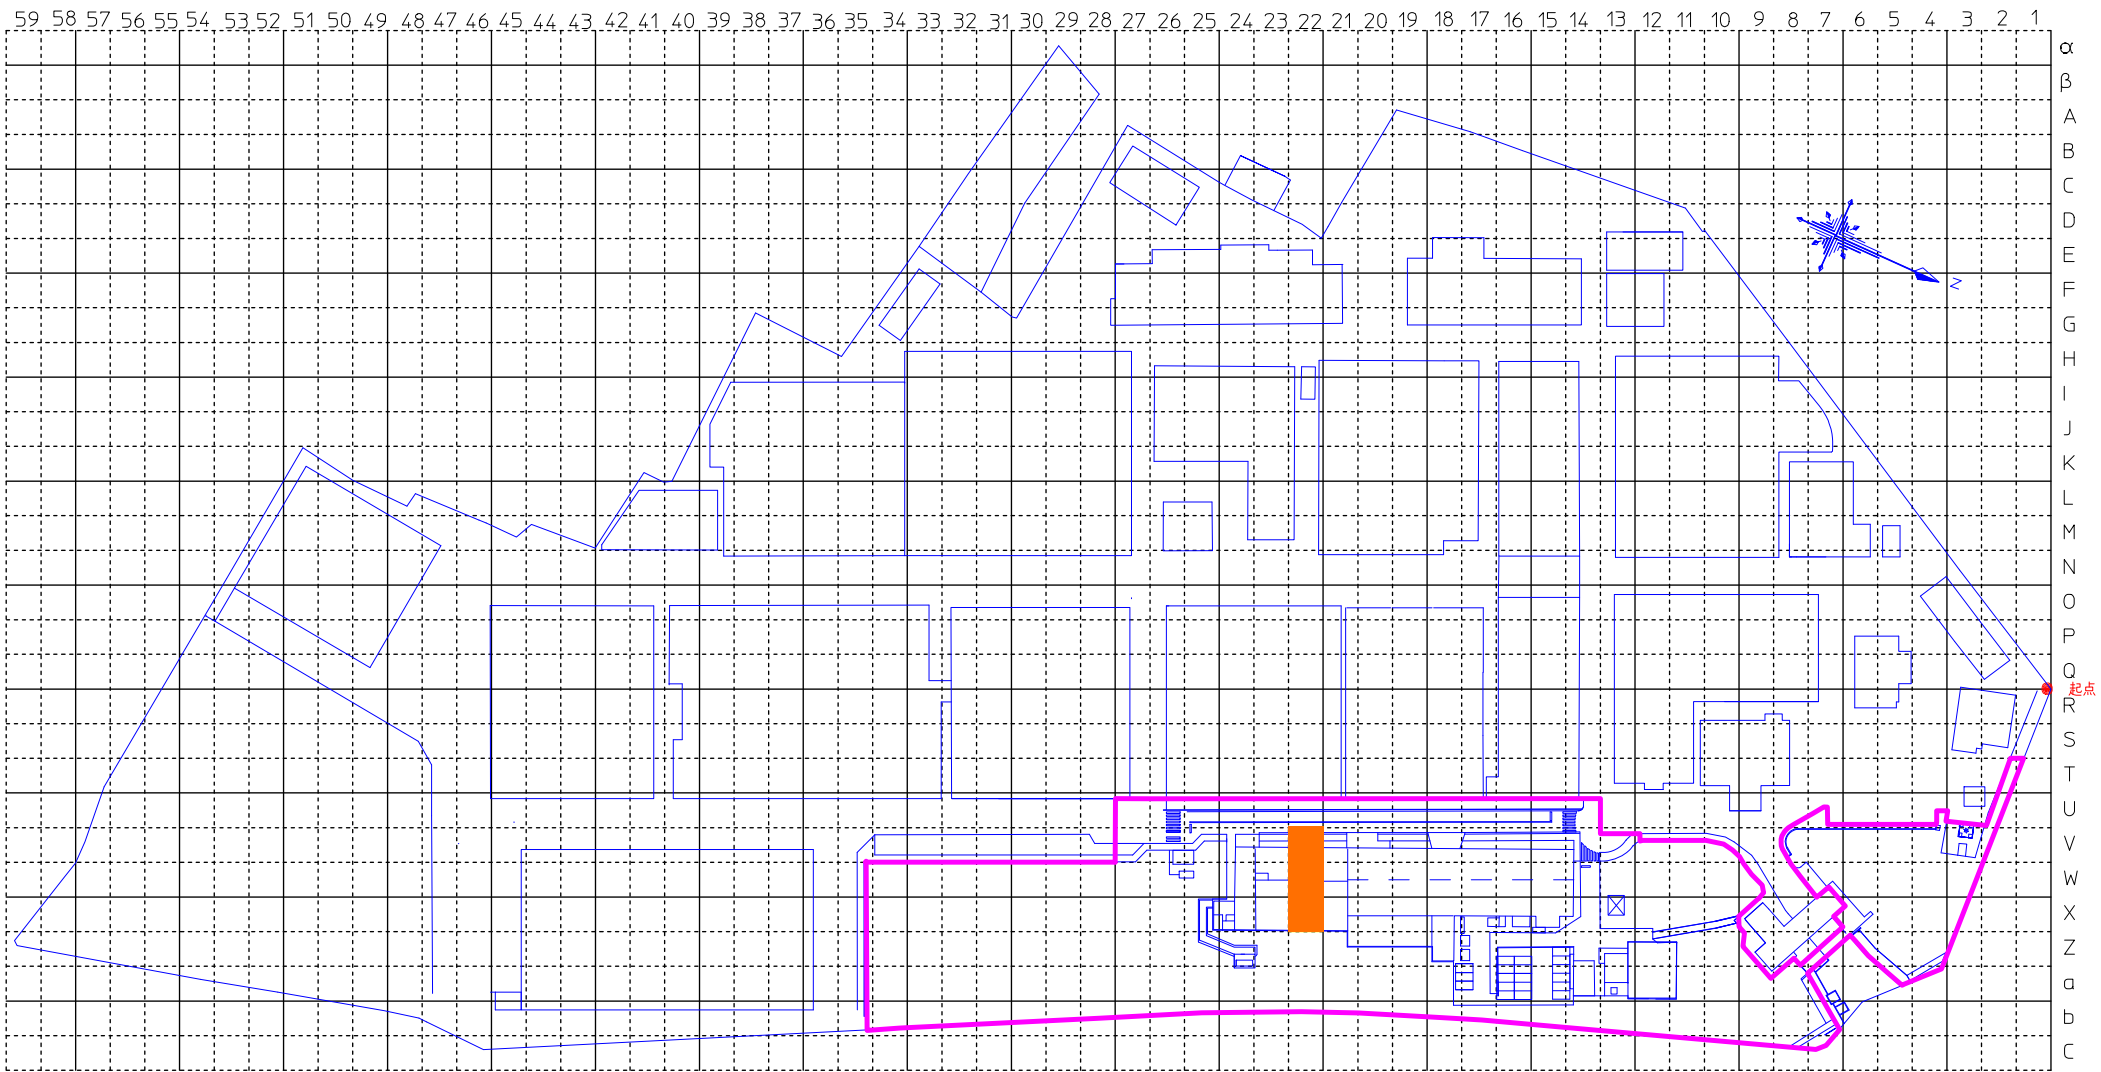 59 58 57 56 55 54 53 52 51 50 49 48 47 46 45 44 43 42 41 40 39 38 37 36 35 34 33 32 31 30 29 28 27 26 25 24 23 22 21 20 19 18 17 16 15 14 13 12 11 10 9 8 7 6 5 4 3 2 1
α
β
A
B
C
D
E
N
F
G
H
I
J
K
L
M
N
O
P
Q
起点
R
S
T
U
V
W
X
Z
a
b
C